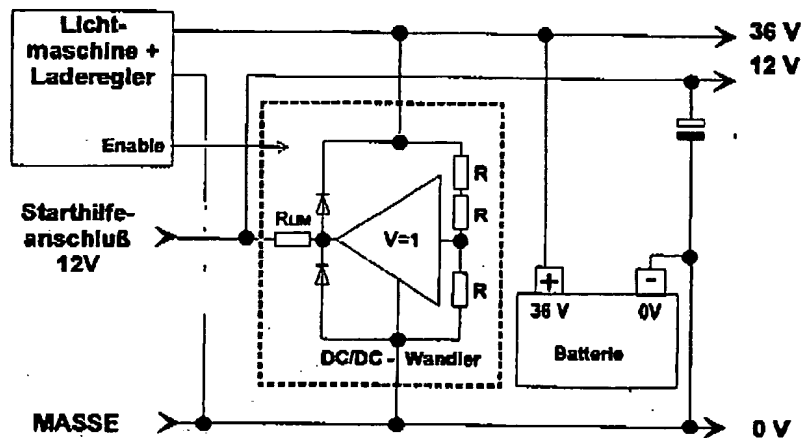 Licht-
maschine +
Laderegler
Enable
36 V
12 V
Starthilfe-
anschluß
12V
RLIM
V=1
R
R
R
DC/DC - Wandler
+
-
36 V
0V
Batterie
MASSE
0 V